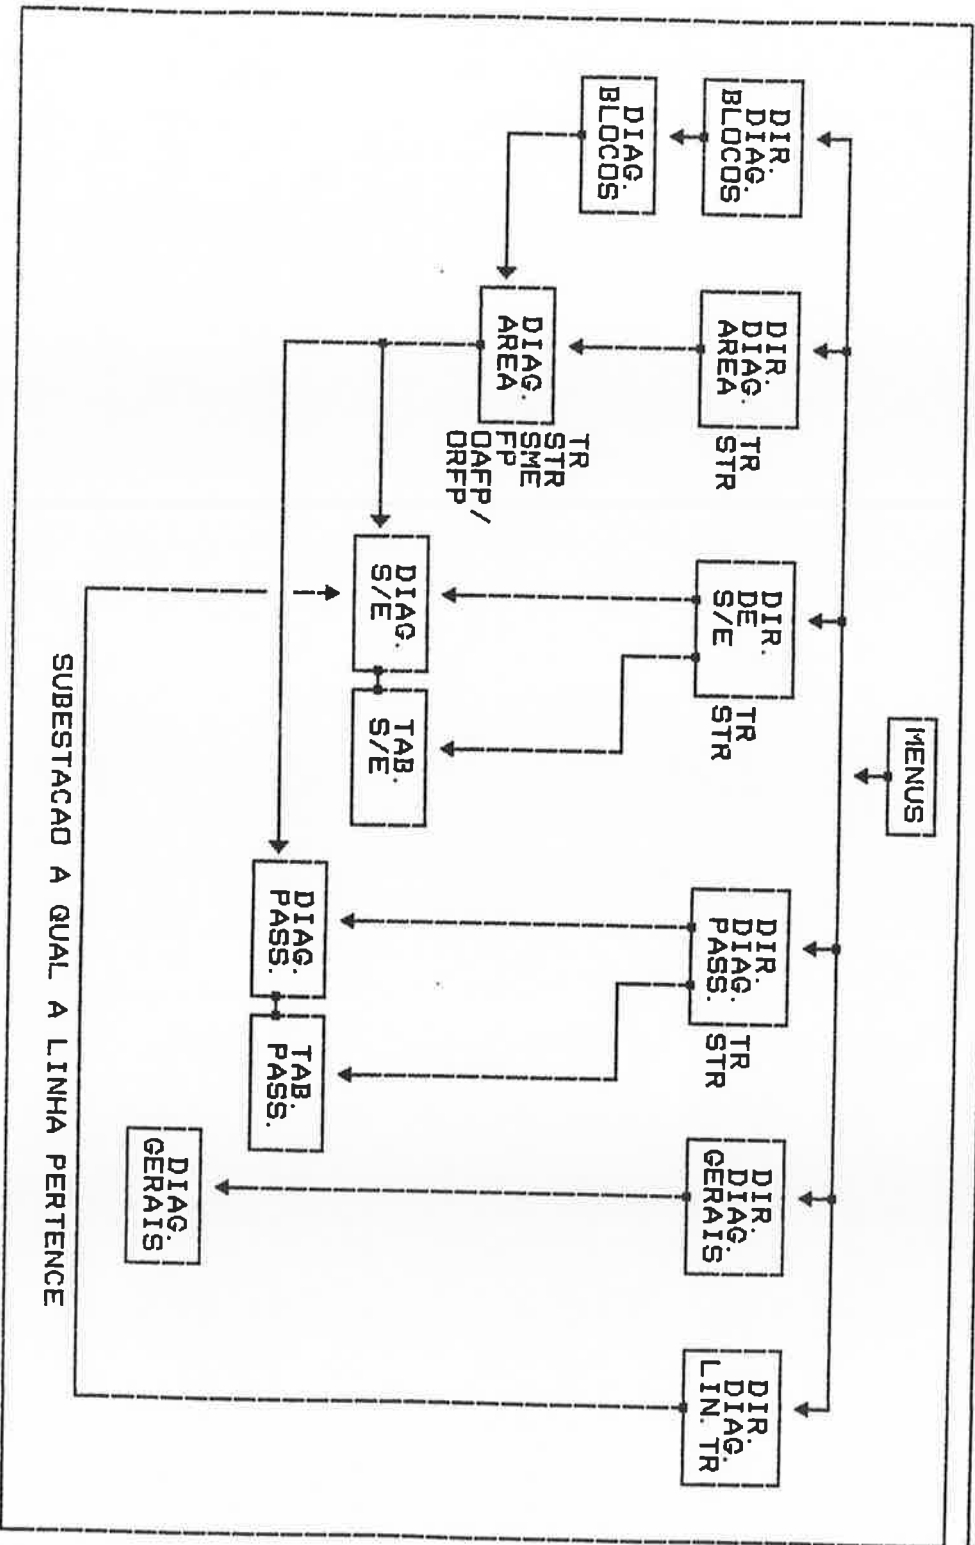 MENUS
DIR.
DIAG.
BLOCOS
DIR.
DIAG.
AREA
TR
STR
DIR.
DE
S/E
TR
STR
DIR.
DIAG.
PASS.
TR
STR
DIR.
DIAG.
GERAIS
DIR.
DIAG.
LIN. TR
DIAG.
BLOCOS
DIAG.
AREA
TR
STR
SME
FP
OAFP/
ORFP
DIAG.
S/E
TAB.
S/E
DIAG.
PASS.
TAB.
PASS.
DIAG.
GERAIS
SUBESTACAO A QUAL A LINHA PERTENCE